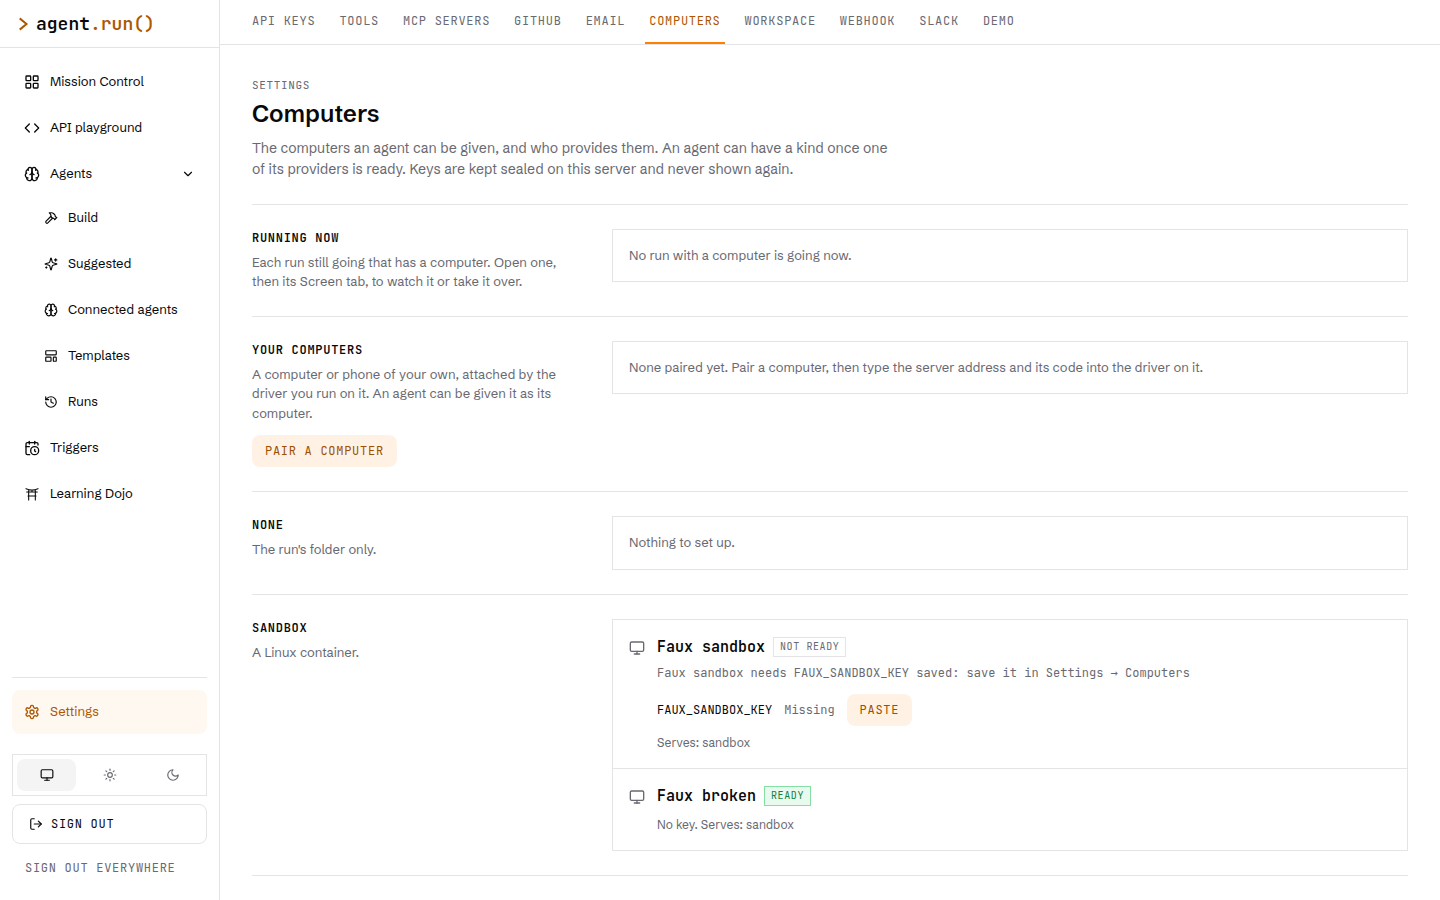 agent.run()
Mission Control
API playground
Agents
Build
Suggested
Connected agents
Templates
Runs
Triggers
Learning Dojo
Settings
SIGN OUT
SIGN OUT EVERYWHERE
API KEYS TOOLS MCP SERVERS GITHUB EMAIL COMPUTERS WORKSPACE WEBHOOK SLACK DEMO
SETTINGS
Computers
The computers an agent can be given, and who provides them. An agent can have a kind once one
of its providers is ready. Keys are kept sealed on this server and never shown again.
RUNNING NOW
Each run still going that has a computer. Open one,
then its Screen tab, to watch it or take it over.
No run with a computer is going now.
YOUR COMPUTERS
A computer or phone of your own, attached by the
driver you run on it. An agent can be given it as its
computer.
PAIR A COMPUTER
None paired yet. Pair a computer, then type the server address and its code into the driver on it.
NONE
The run's folder only.
Nothing to set up.
SANDBOX
A Linux container.
Faux sandbox NOT READY
Faux sandbox needs FAUX_SANDBOX_KEY saved: save it in Settings → Computers
FAUX_SANDBOX_KEY Missing PASTE
Serves: sandbox
Faux broken READY
No key. Serves: sandbox